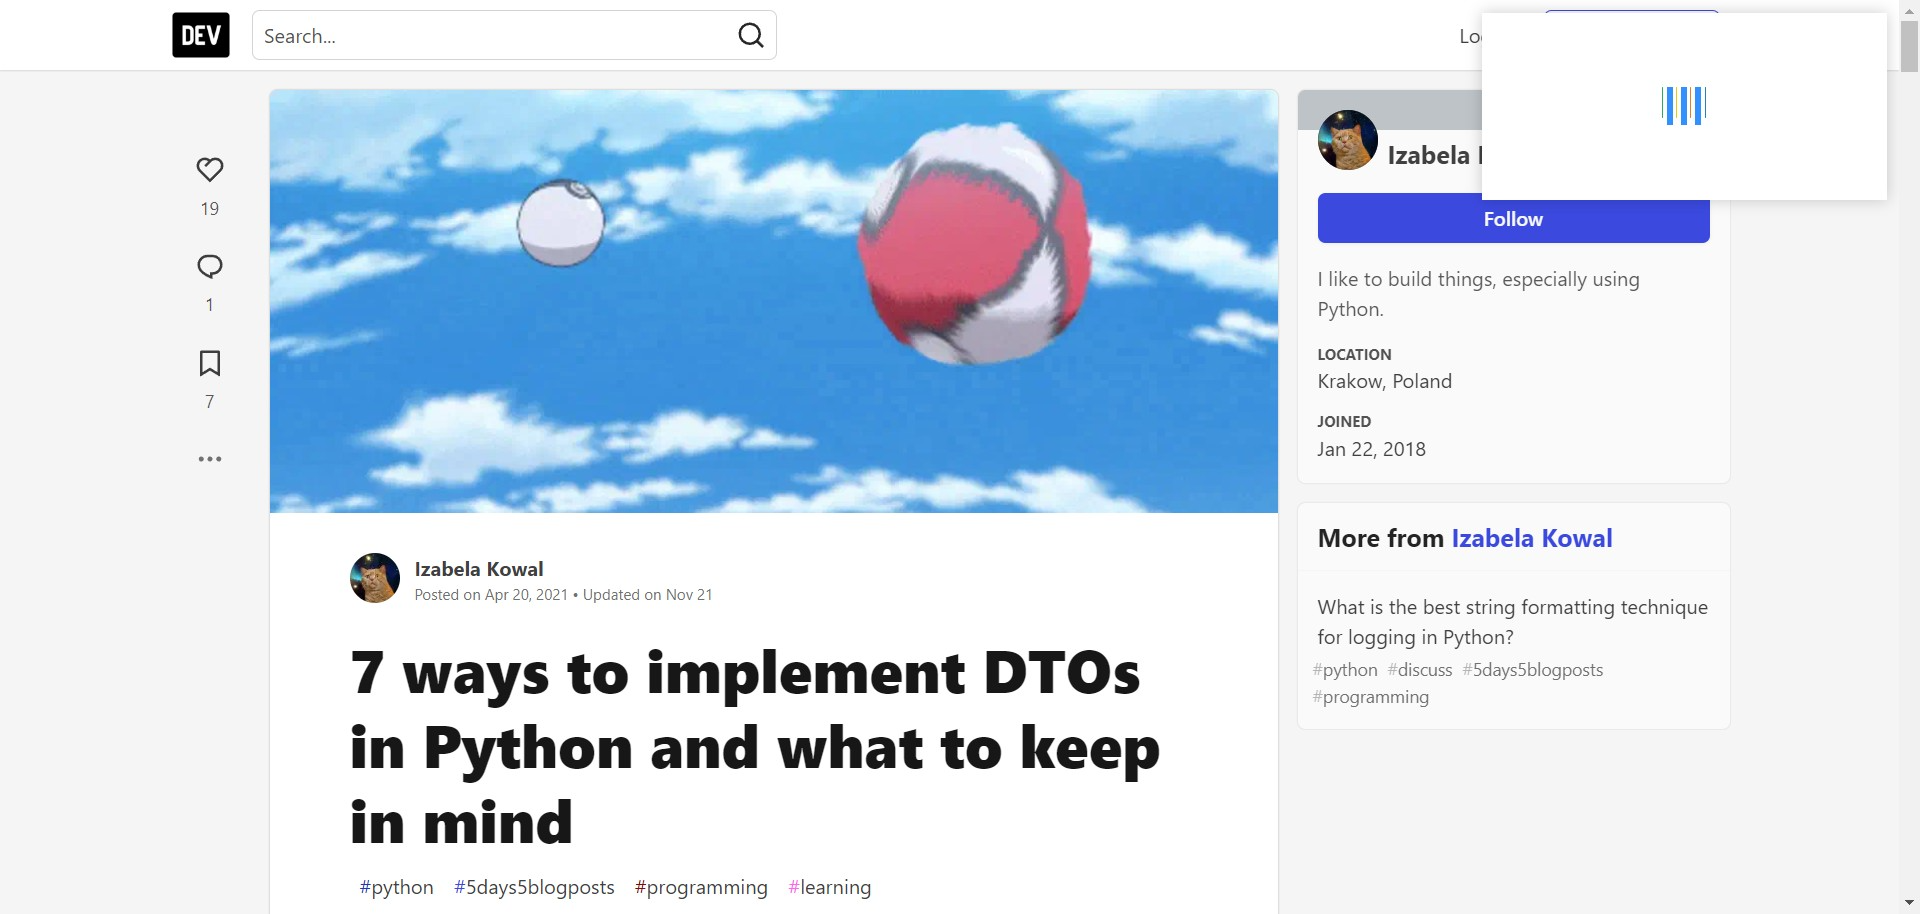 DEV
Search...
Lo
19
1
7
Izabela
Follow
I like to build things, especially using
Python.
LOCATION
Krakow, Poland
JOINED
Jan 22, 2018
More from Izabela Kowal
What is the best string formatting technique
for logging in Python?
#python #discuss #5days5blogposts
#programming
Izabela Kowal
Posted on Apr 20, 2021 • Updated on Nov 21
7 ways to implement DTOs
in Python and what to keep
in mind
#python #5days5blogposts #programming #learning